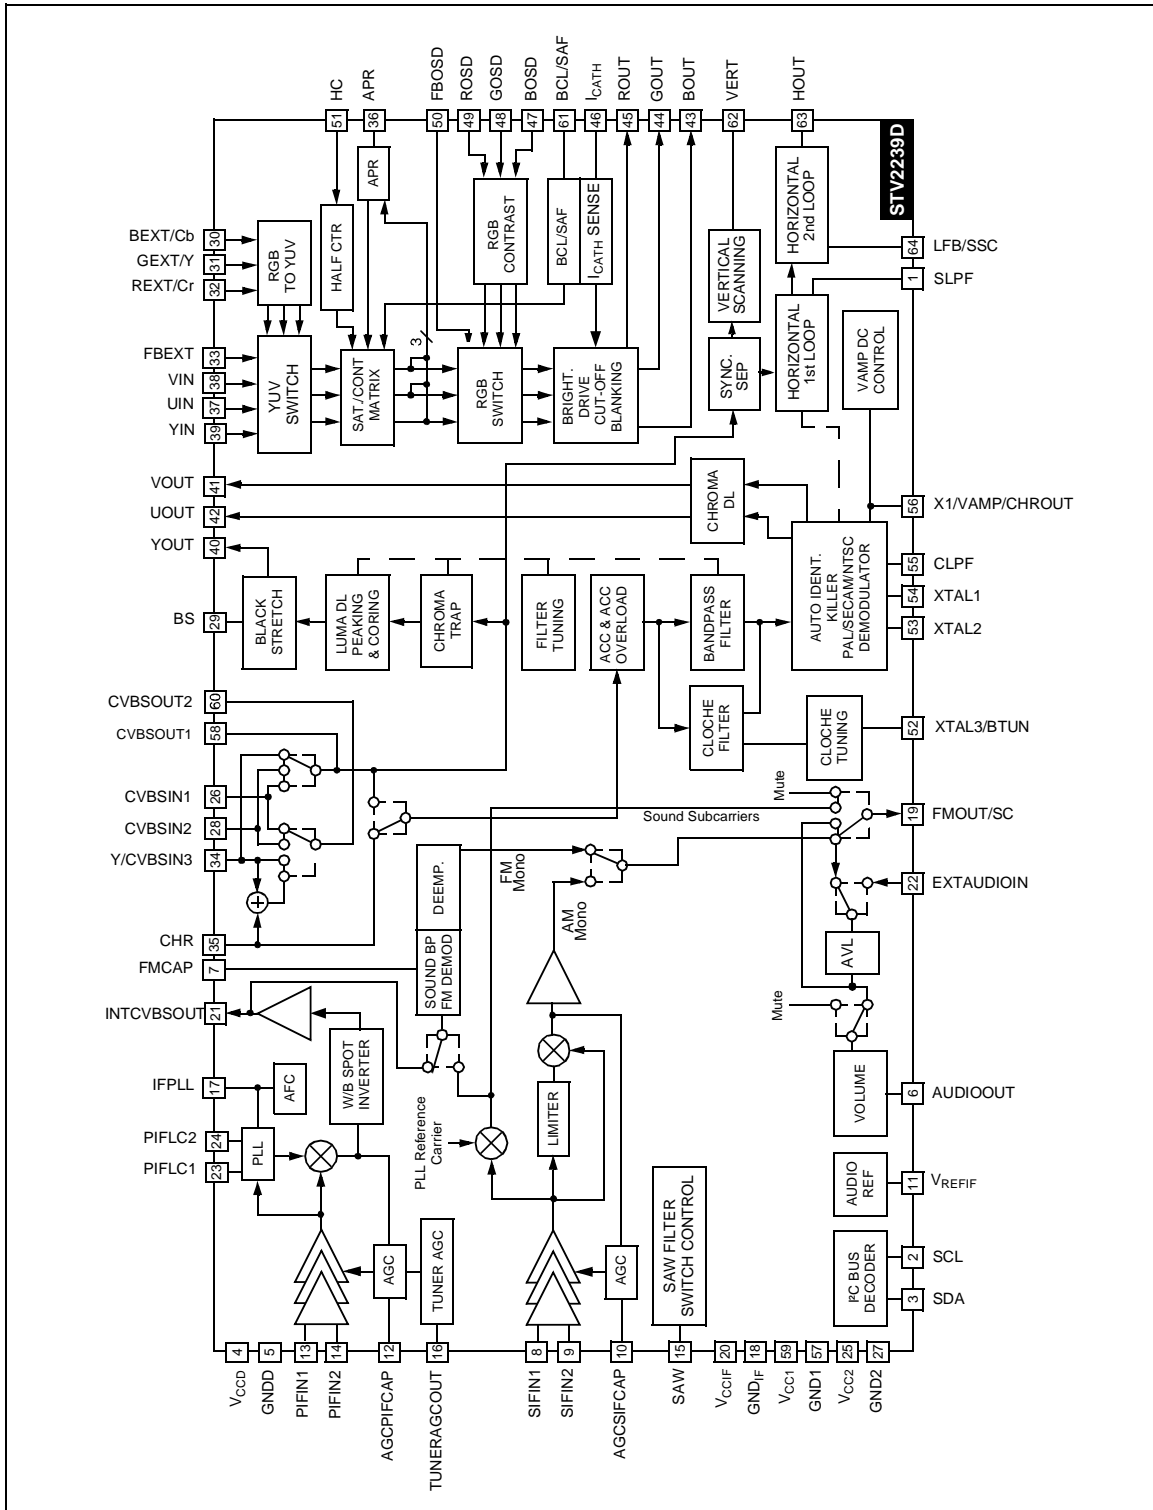 HC
APR
FBOSD
ROSD
GOSD
BOSD
BCL/SAF
ICATH
ROUT
GOUT
BOUT
VERT
HOUT
51
36
50
49
48
47
61
46
45
44
43
62
63
STV2239D
BEXT/Cb
30
GEXT/Y
31
REXT/Cr
32
FBEXT
33
VIN
38
UIN
37
YIN
39
VOUT
41
UOUT
42
YOUT
40
BS
29
CVBSOUT2
60
CVBSOUT1
58
CVBSIN1
26
CVBSIN2
28
Y/CVBSIN3
34
CHR
35
FMCAP
7
INTCVBSOUT
21
IFPLL
17
PIFLC2
24
PIFLC1
23
RGB
TO YUV
HALF CTR
APR
RGB
CONTRAST
BCL/SAF
ICATH SENSE
VERTICAL
SCANNING
HORIZONTAL
2nd LOOP
YUV
SWITCH
SAT./CONT
MATRIX
3
RGB
SWITCH
BRIGHT.
DRIVE
CUT-OFF
BLANKING
SYNC.
SEP
HORIZONTAL
1st LOOP
VAMP DC
CONTROL
CHROMA
DL
BLACK
STRETCH
LUMA DL
PEAKING
& CORING
CHROMA
TRAP
FILTER
TUNING
ACC & ACC
OVERLOAD
BANDPASS
FILTER
AUTO IDENT.
KILLER
PAL/SECAM/NTSC
DEMODULATOR
CLOCHE
FILTER
CLOCHE
TUNING
Mute
Sound Subcarriers
+
DEEMP.
SOUND BP
FM DEMOD
FM
Mono
AM
Mono
AVL
Mute
VOLUME
AFC
W/B SPOT
INVERTER
PLL
PLL Reference
Carrier
LIMITER
AGC
TUNER AGC
AGC
SAW FILTER
SWITCH CONTROL
AUDIO
REF
I²C BUS
DECODER
64
LFB/SSC
1
SLPF
56
X1/VAMP/CHROUT
55
CLPF
54
XTAL1
53
XTAL2
52
XTAL3/BTUN
19
FMOUT/SC
22
EXTAUDIOIN
6
AUDIOOUT
11
VREFIF
2
SCL
3
SDA
4
5
13
14
12
16
8
9
10
15
20
18
59
57
25
27
VCCD
GNDD
PIFIN1
PIFIN2
AGCPIFCAP
TUNERAGCOUT
SIFIN1
SIFIN2
AGCSIFCAP
SAW
VCCIF
GNDIF
VCC1
GND1
VCC2
GND2